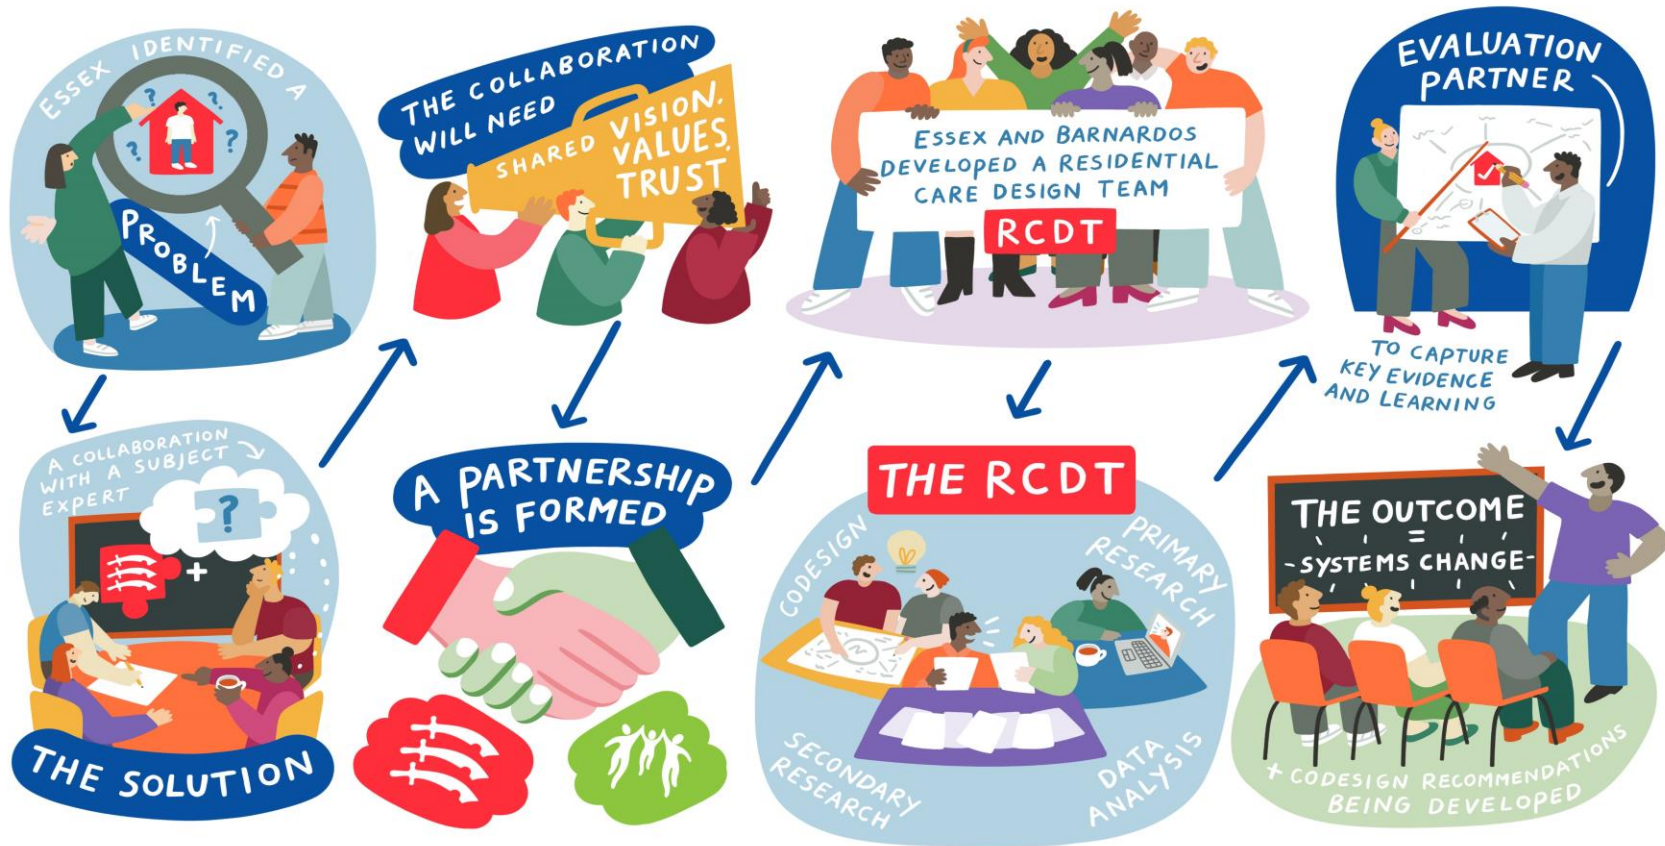 ESSEX IDENTIFIED A
PROBLEM
? ? ? ?
A COLLABORATION
WITH A SUBJECT
EXPERT
?
+
THE SOLUTION
THE COLLABORATION
WILL NEED
SHARED VISION,
VALUES,
TRUST
A PARTNERSHIP
IS FORMED
ESSEX AND BARNARDOS
DEVELOPED A RESIDENTIAL
CARE DESIGN TEAM
RCDT
THE RCDT
CODESIGN
PRIMARY
RESEARCH
SECONDARY
RESEARCH
DATA
ANALYSIS
EVALUATION
PARTNER
TO CAPTURE
KEY EVIDENCE
AND LEARNING
THE OUTCOME
=
-SYSTEMS CHANGE-
+ CODESIGN RECOMMENDATIONS
BEING DEVELOPED